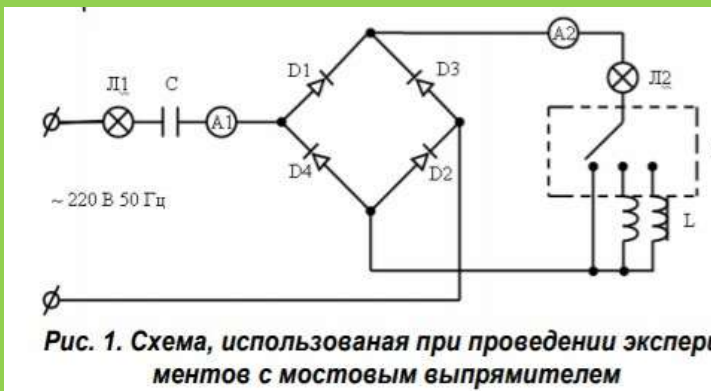 Л1 C A1 D1 D3 A2 Л2
D4 D2
~ 220 В 50 Гц
L
Рис. 1. Схема, использованая при проведении экспери
ментов с мостовым выпрямителем